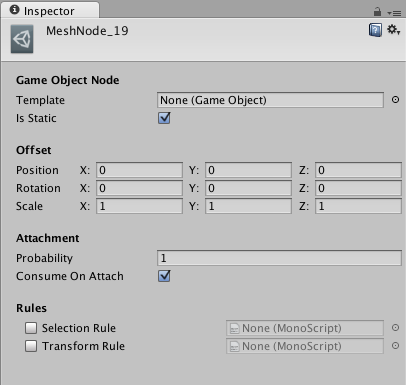 Inspector
MeshNode_19
Game Object Node
Template None (Game Object)
Is Static
Offset
Position X: 0 Y: 0 Z: 0
Rotation X: 0 Y: 0 Z: 0
Scale X: 1 Y: 1 Z: 1
Attachment
Probability 1
Consume On Attach
Rules
Selection Rule None (MonoScript)
Transform Rule None (MonoScript)